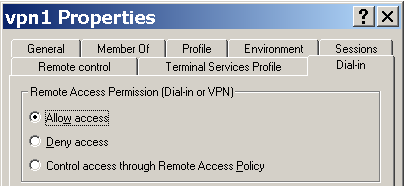 vpn1 Properties
General Member Of Profile Environment Sessions
Remote control Terminal Services Profile Dial-in
Remote Access Permission (Dial-in or VPN)
Allow access
Deny access
Control access through Remote Access Policy